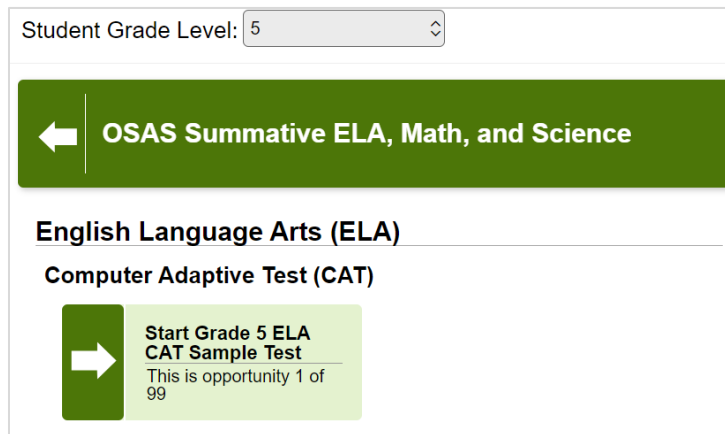 Student Grade Level: 5
OSAS Summative ELA, Math, and Science
English Language Arts (ELA)
Computer Adaptive Test (CAT)
Start Grade 5 ELA
CAT Sample Test
This is opportunity 1 of
99